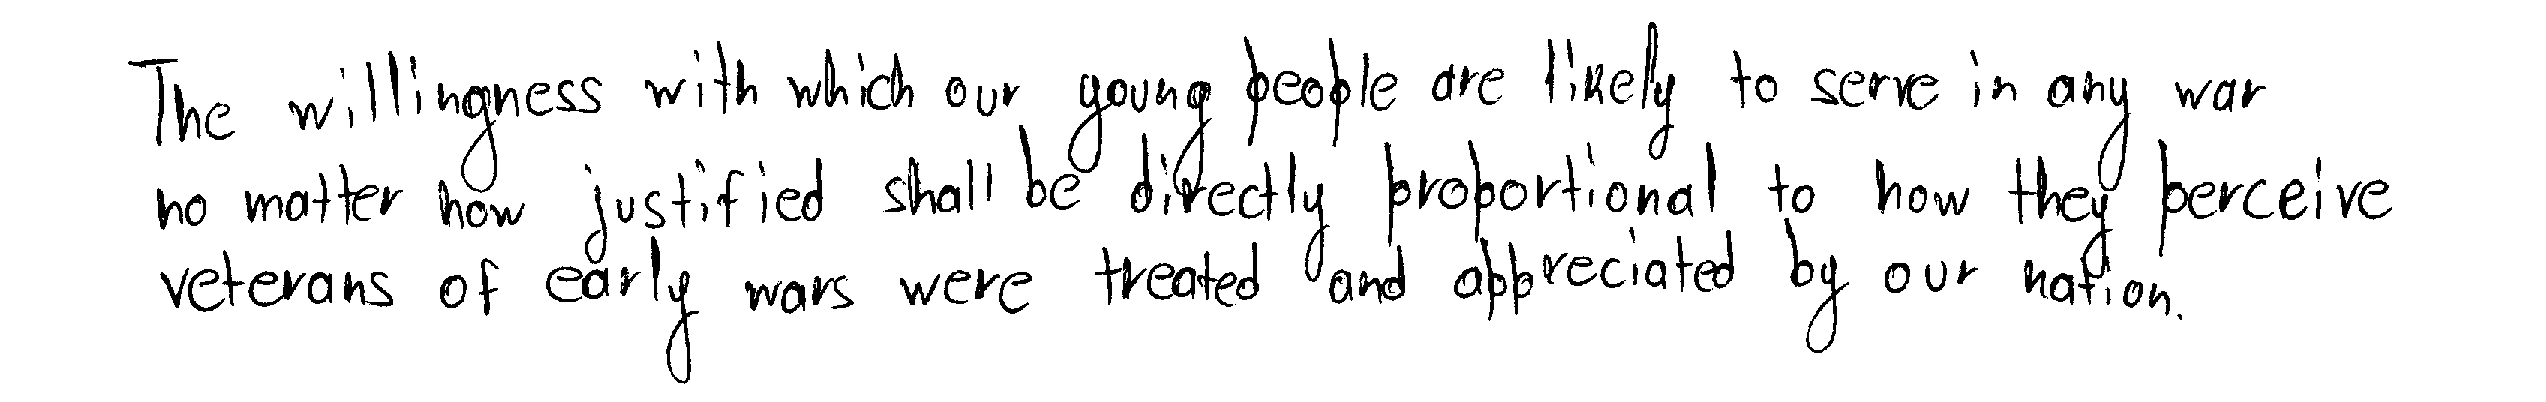 The willingness with which our young people are likely to serve in any war
no matter how justified shall be directly proportional to how they perceive
veterans of early wars were treated and appreciated by our nation.